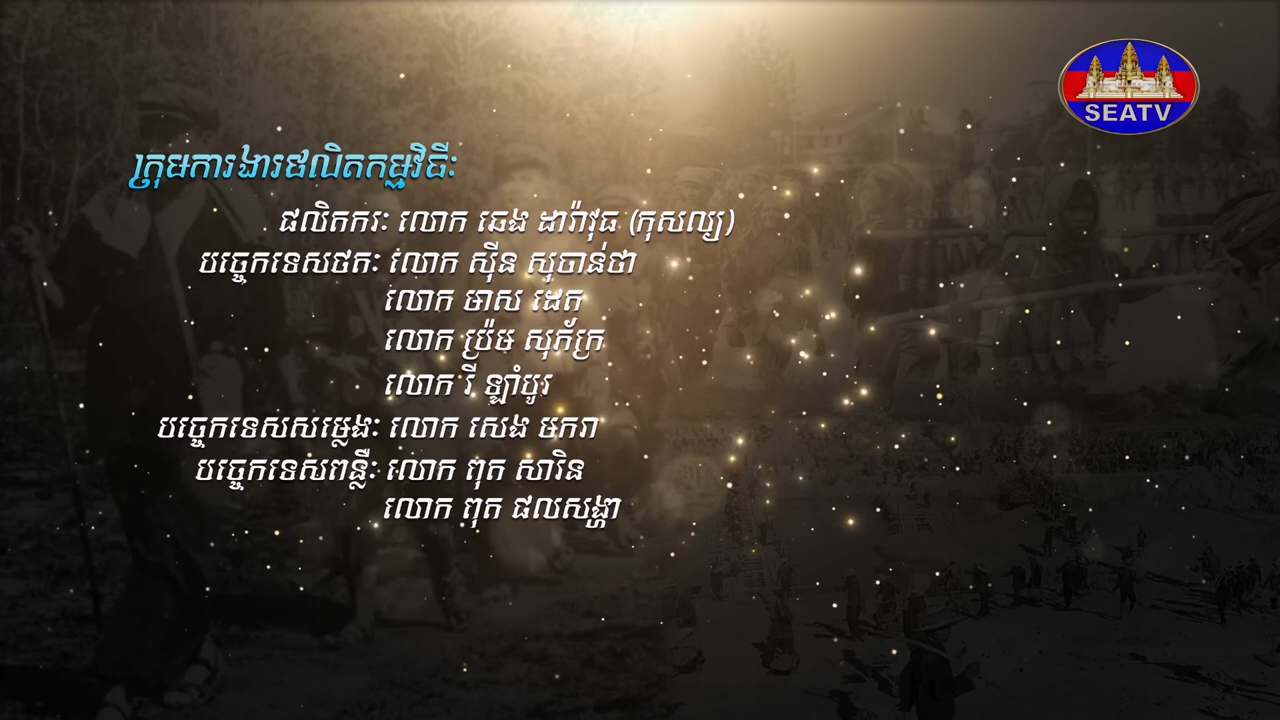 SEATV
ក្រុមការងារផលិតកម្មវិធីៈ
ផលិតករៈ លោក ឆេង ដារ៉ាវុធ (កុសល្យ)
បច្ចេកទេសថតៈ លោក ស៊ីន សុចាន់ថា
លោក មាស ដេត
លោក ប្រ៉ម សុភ័ក្រ
លោក រី ឡាំបូរ
បច្ចេកទេសសម្លេងៈ លោក សេង មករា
បច្ចេកទេសពន្លឺៈ លោក ពុត សារិន
លោក ពុត ផលសង្ហា